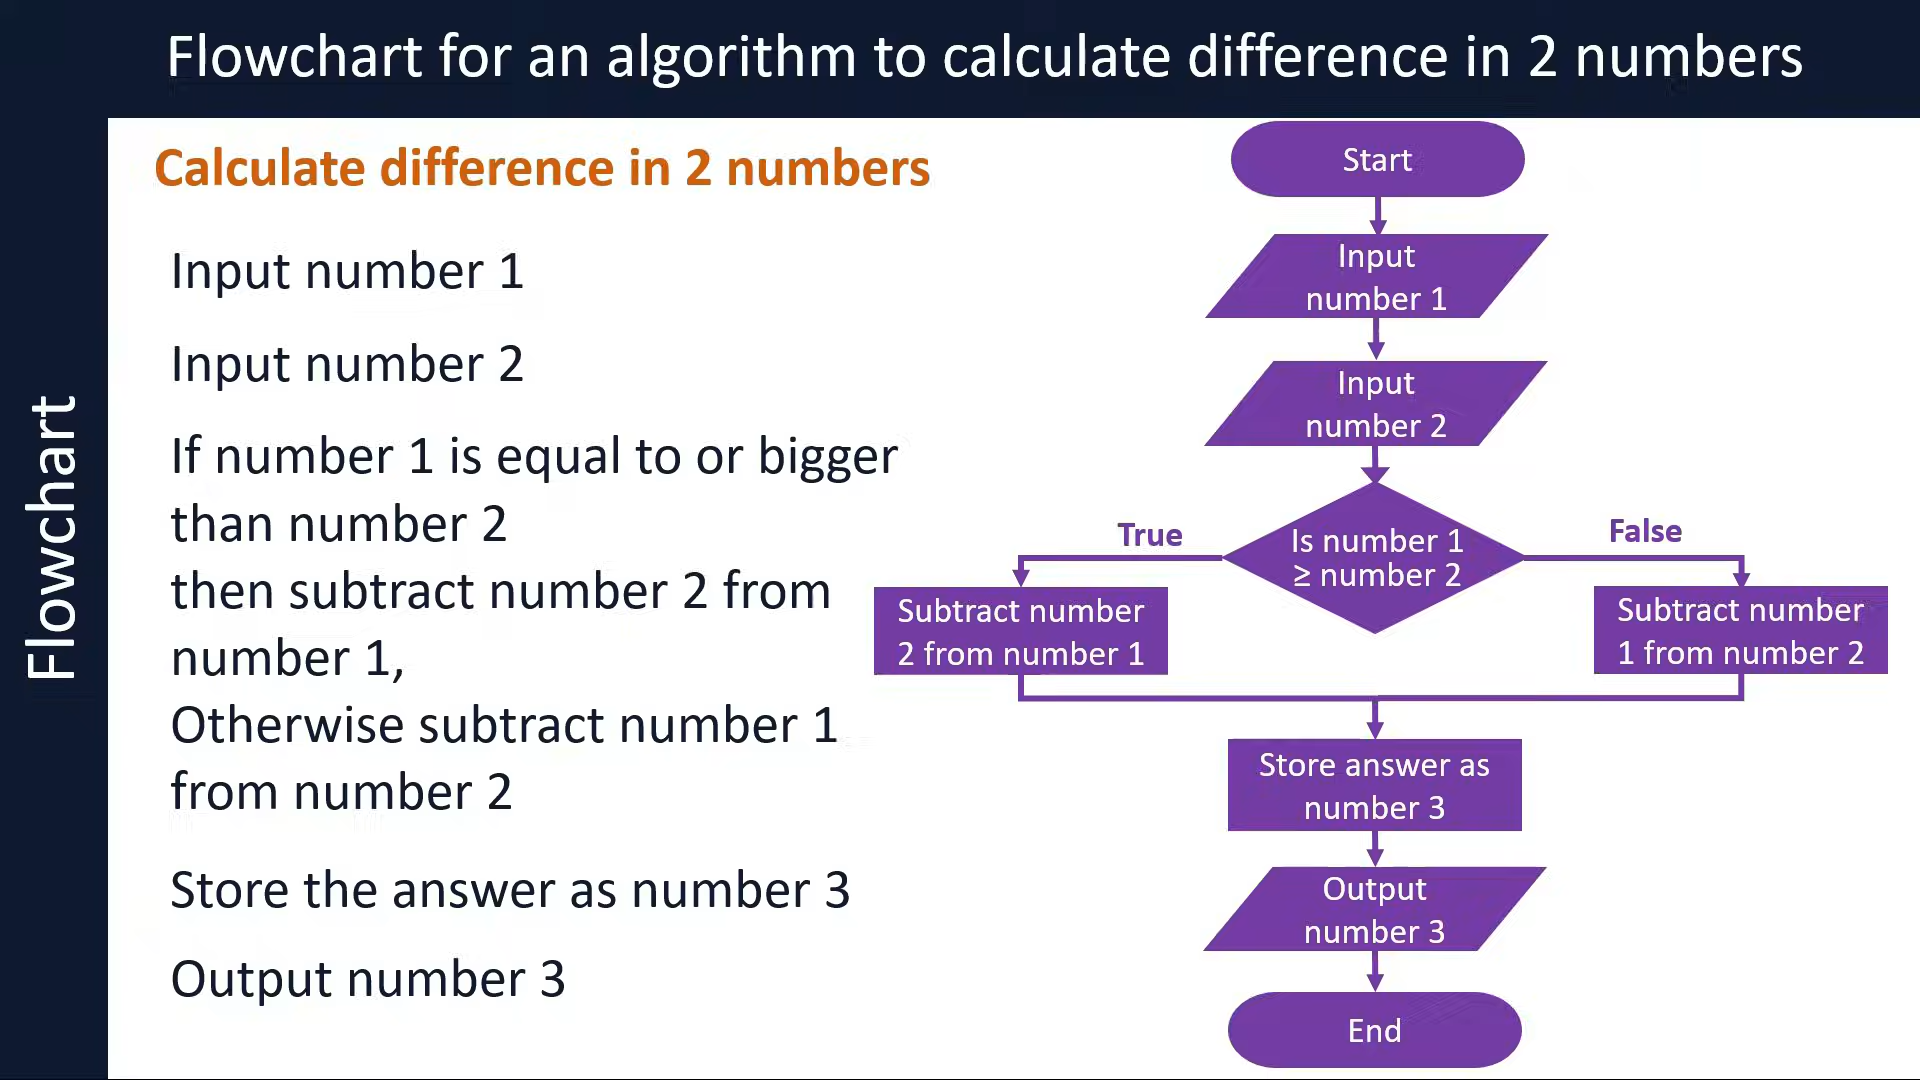 Flowchart for an algorithm to calculate difference in 2 numbers
Flowchart
Calculate difference in 2 numbers
Input number 1
Input number 2
If number 1 is equal to or bigger
than number 2
then subtract number 2 from
number 1,
Otherwise subtract number 1
from number 2
Store the answer as number 3
Output number 3
Start
Input
number 1
Input
number 2
Is number 1
≥ number 2
True
False
Subtract number
2 from number 1
Subtract number
1 from number 2
Store answer as
number 3
Output
number 3
End